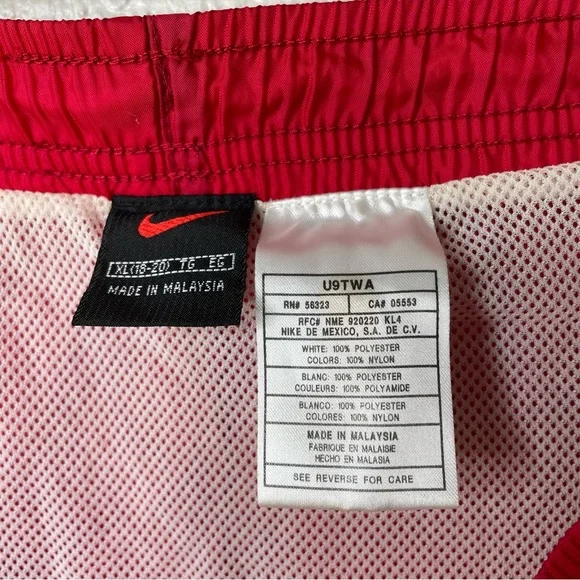 XL(18-20) TG EG
MADE IN MALAYSIA
U9TWA
RN# 56323 CA# 05553
RFC# NME 920220 KL4
NIKE DE MEXICO, S.A. DE C.V.
WHITE: 100% POLYESTER
COLORS: 100% NYLON
BLANC: 100% POLYESTER
COULEURS: 100% POLYAMIDE
BLANCO: 100% POLYESTER
COLORES: 100% NYLON
MADE IN MALAYSIA
FABRIQUE EN MALAISIE
HECHO EN MALASIA
SEE REVERSE FOR CARE